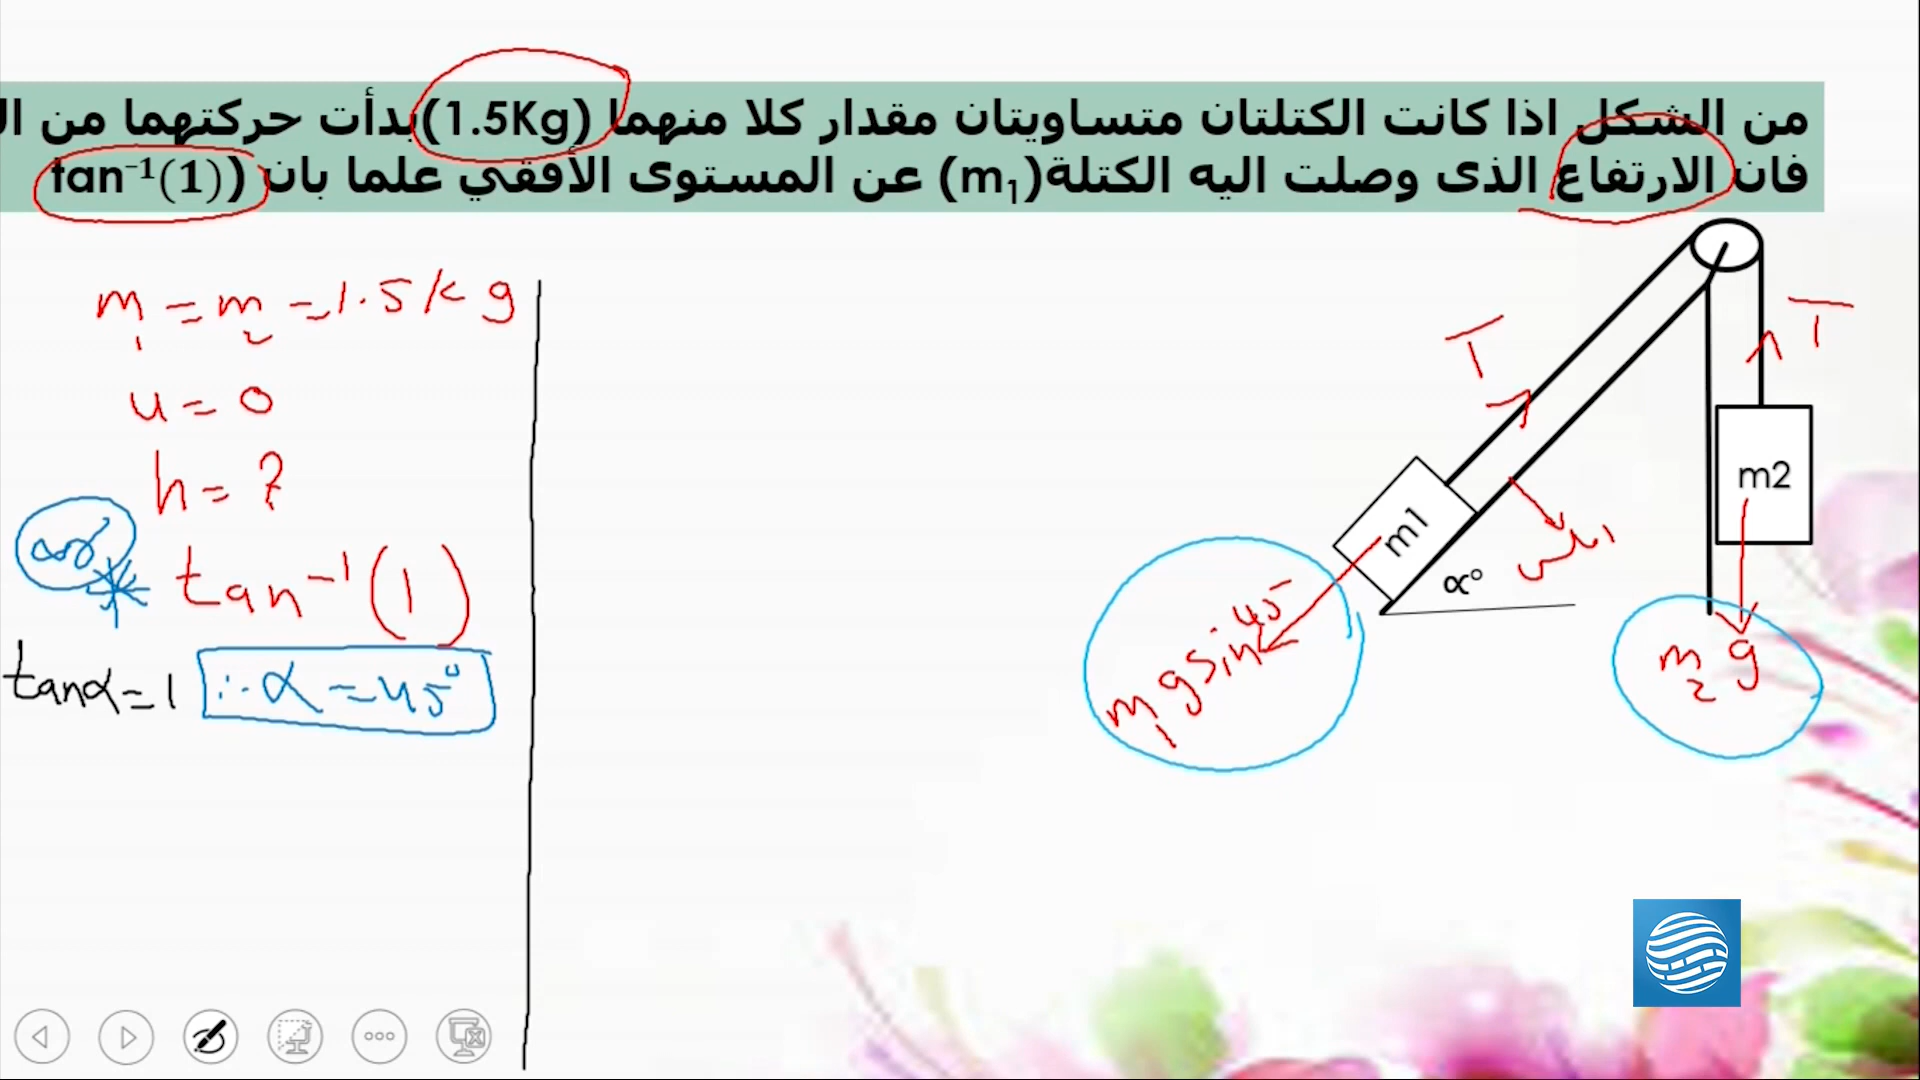 من الشكل اذا كانت الكتلتان متساويتان مقدار كلا منهما (1.5Kg)بدأت حركتهما من
فان الارتفاع الذى وصلت اليه الكتلة(m₁) عن المستوى الأفقي علما بان ((tan⁻¹(1)
m₁ = m₂ = 1.5 kg
u = 0
h = ?
tan⁻¹(1)
tanα = 1 ∴ α = 45°
T
T
m2
m1
α°
m₁ g sin 45
m₂ g